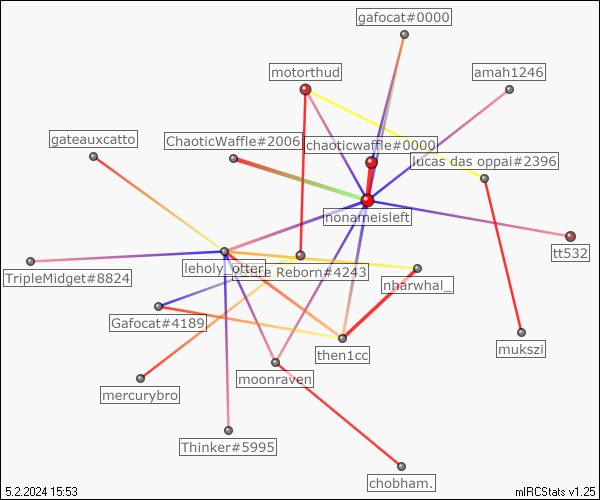 gafocat#0000
motorthud
amah1246
gateauxcatto
ChaoticWaffle#2006
chaoticwaffle#0000
lucas das oppai#2396
nonameisleft
tt532
leholy_otter
Reborn#4243
TripleMidget#8824
nharwhal_
Gafocat#4189
mukszi
then1cc
moonraven
mercurybro
Thinker#5995
chobham.
5.2.2024 15:53
mIRCStats v1.25